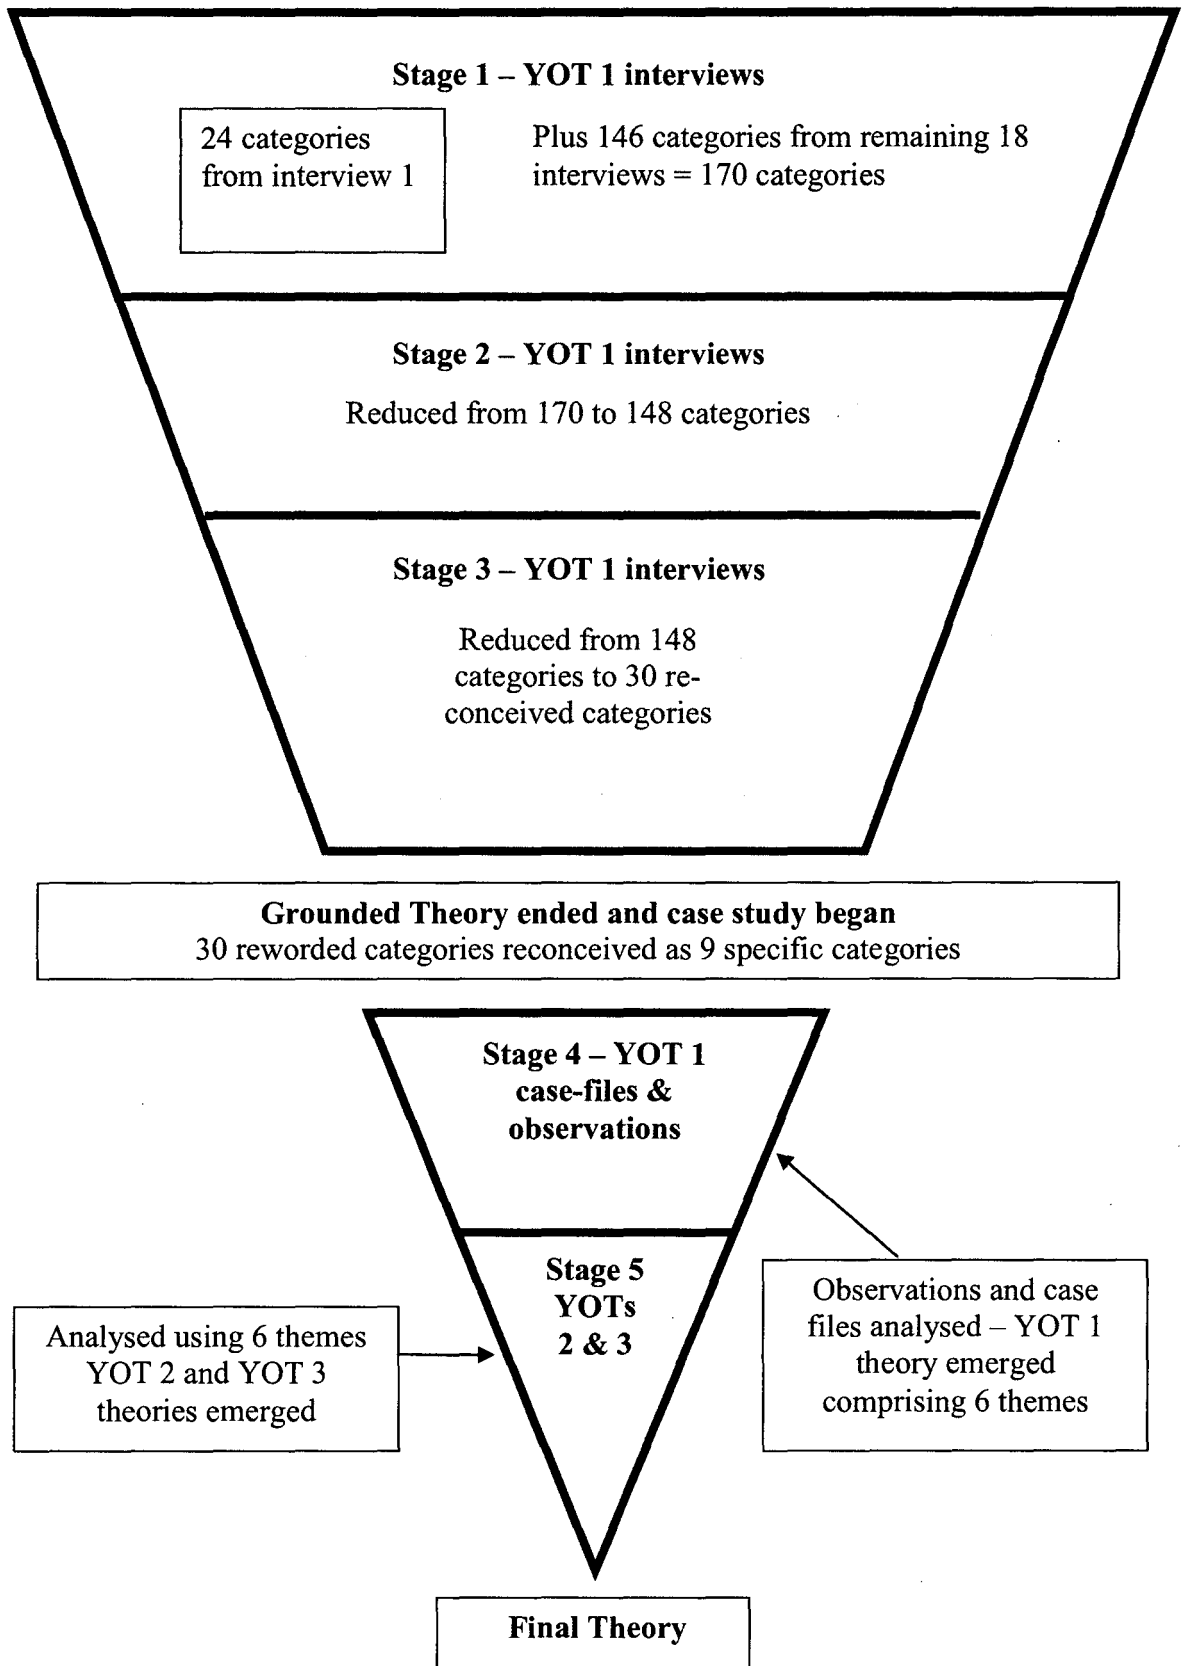 Stage 1 – YOT 1 interviews
24 categories
from interview 1
Plus 146 categories from remaining 18
interviews = 170 categories
Stage 2 – YOT 1 interviews
Reduced from 170 to 148 categories
Stage 3 – YOT 1 interviews
Reduced from 148
categories to 30 re-
conceived categories
Grounded Theory ended and case study began
30 reworded categories reconceived as 9 specific categories
Stage 4 – YOT 1
case-files &
observations
Stage 5
YOTs
2 & 3
Observations and case
files analysed – YOT 1
theory emerged
comprising 6 themes
Analysed using 6 themes
YOT 2 and YOT 3
theories emerged
Final Theory